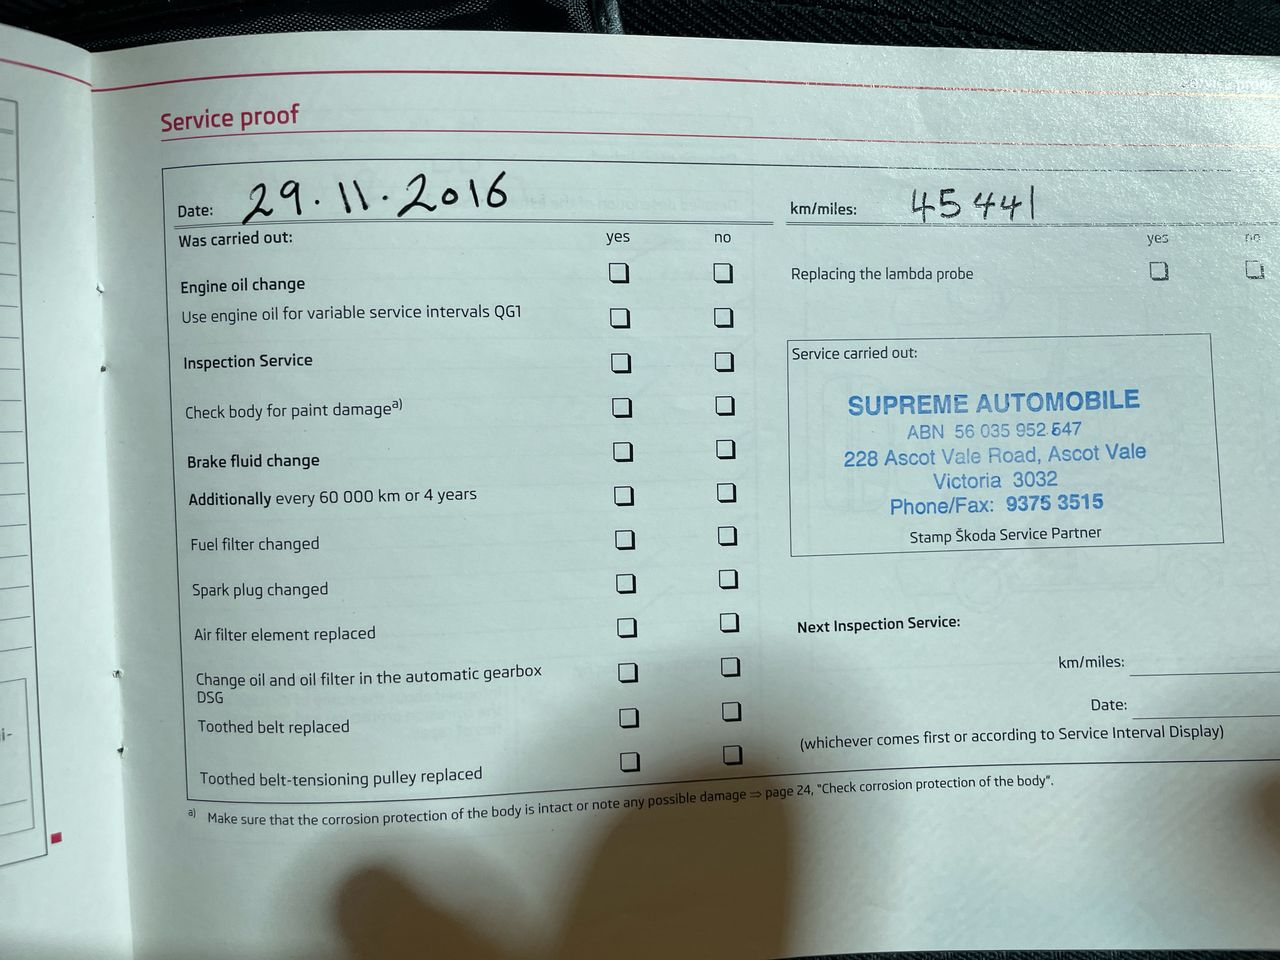 Service proof
Date: 29.11.2016
km/miles: 45 441
Was carried out: yes no
yes no
Engine oil change
Replacing the lambda probe
Use engine oil for variable service intervals QG1
Inspection Service
Service carried out:
Check body for paint damageᵃ⁾
SUPREME AUTOMOBILE
ABN 56 035 952 647
Brake fluid change
228 Ascot Vale Road, Ascot Vale
Victoria 3032
Additionally every 60 000 km or 4 years
Phone/Fax: 9375 3515
Stamp Škoda Service Partner
Fuel filter changed
Spark plug changed
Air filter element replaced
Next Inspection Service:
km/miles:
Change oil and oil filter in the automatic gearbox
DSG
Date:
Toothed belt replaced
(whichever comes first or according to Service Interval Display)
Toothed belt-tensioning pulley replaced
a) Make sure that the corrosion protection of the body is intact or note any possible damage ⇒ page 24, "Check corrosion protection of the body".